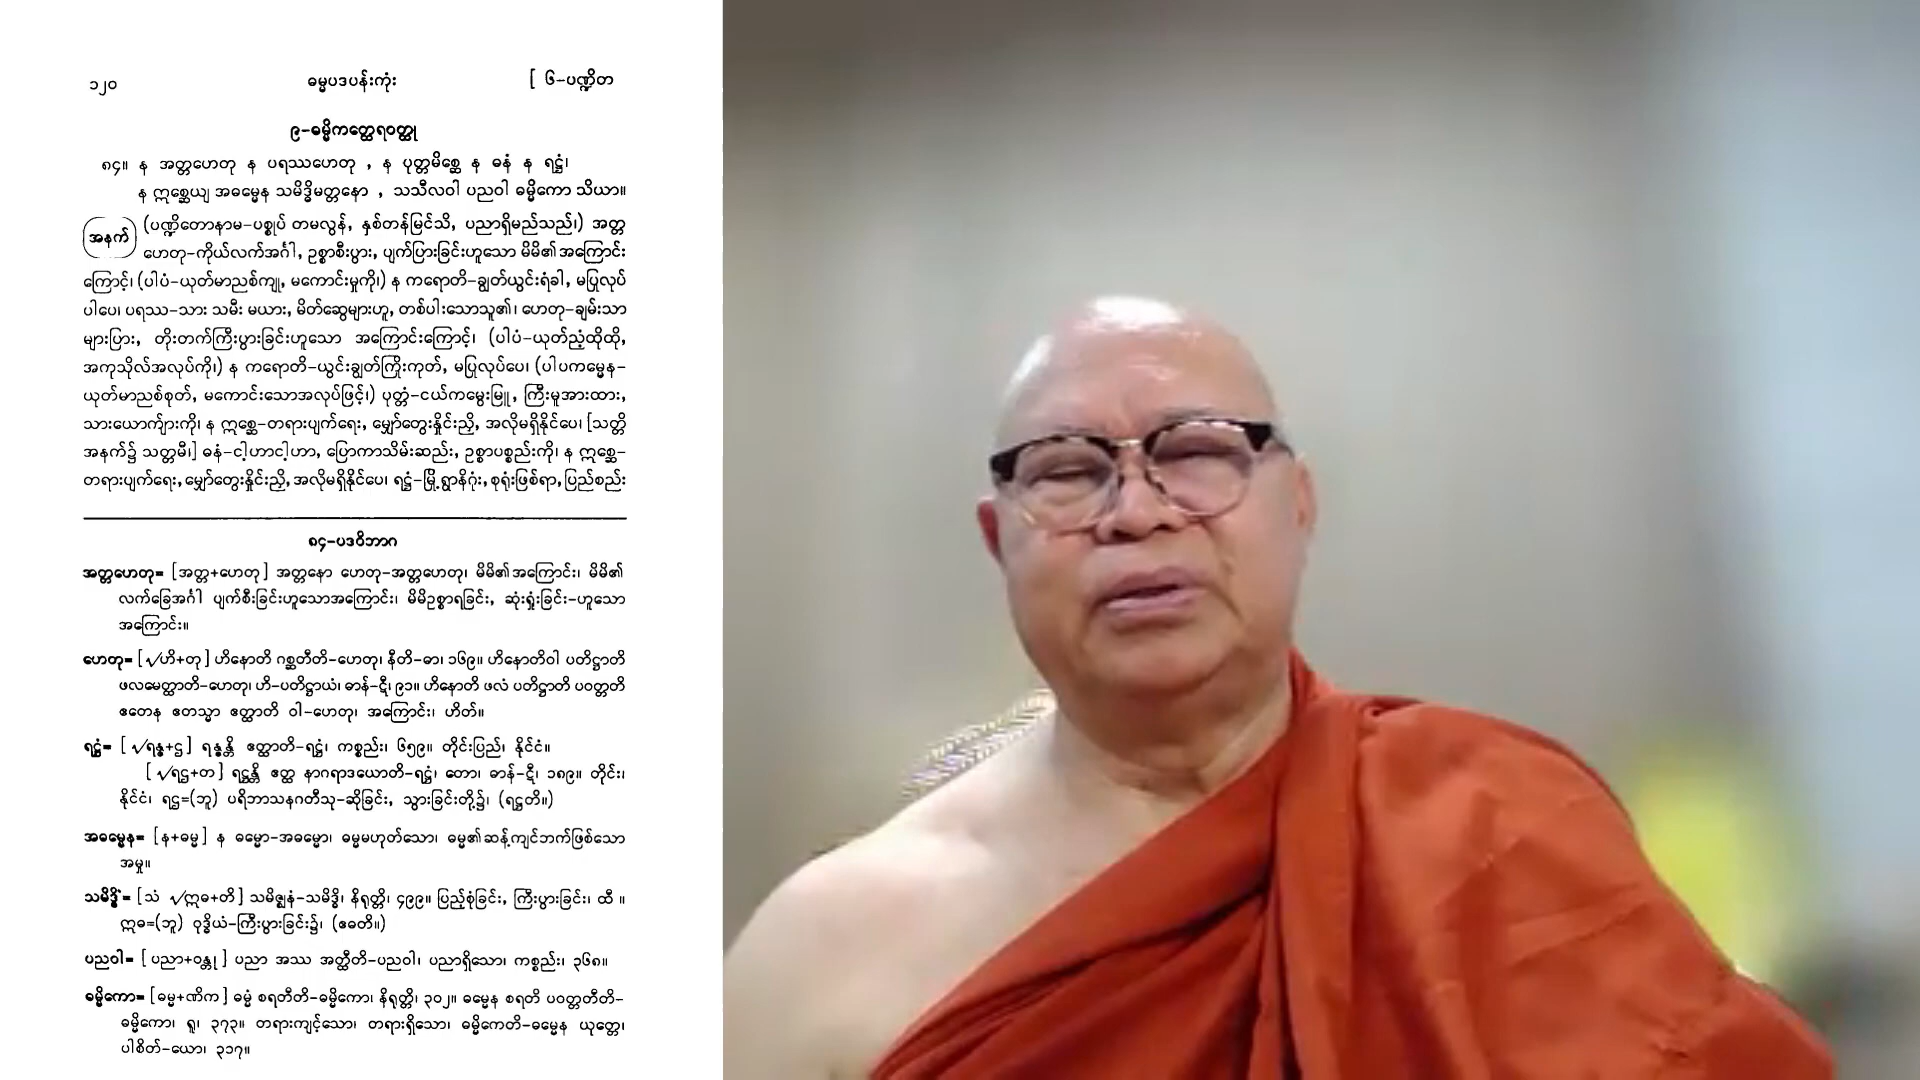 ၁၂၀ ဓမ္မပဒပန်းကုံး [ ၆-ပဏ္ဍိတ
၉-ဓမ္မိကတ္ထေရဝတ္ထု
၈၄။ န အတ္တဟေတု န ပရဿဟေတု , န ပုတ္တမိစ္ဆေ န ဓနံ န ရဋ္ဌံ၊
န ဣစ္ဆေယျ အဓမ္မေန သမိဒ္ဓိမတ္တနော , သသီလဝါ ပညဝါ ဓမ္မိကော သိယာ။
အနက် (ပဏ္ဍိတောနာမ-ပစ္စုပ် တမလွန်, နှစ်တန်မြင်သိ, ပညာရှိမည်သည်၊) အတ္တ
ဟေတု-ကိုယ်လက်အင်္ဂါ, ဥစ္စာစီးပွား, ပျက်ပြားခြင်းဟူသော မိမိ၏အကြောင်း
ကြောင့်၊ (ပါပံ-ယုတ်မာညစ်ကျု, မကောင်းမှုကို၊) န ကရောတိ-ချွတ်ယွင်းရံခါ, မပြုလုပ်
ပါပေ၊ ပရဿ-သား သမီး မယား, မိတ်ဆွေများဟူ, တစ်ပါးသောသူ၏၊ ဟေတု-ချမ်းသာ
များပြား, တိုးတက်ကြီးပွားခြင်းဟူသော အကြောင်းကြောင့်၊ (ပါပံ-ယုတ်ညံ့ထိုထို,
အကုသိုလ်အလုပ်ကို၊) န ကရောတိ-ယွင်းချွတ်ကြိုးကုတ်, မပြုလုပ်ပေ၊ (ပါပကမ္မေန-
ယုတ်မာညစ်စုတ်, မကောင်းသောအလုပ်ဖြင့်၊) ပုတ္တံ-ငယ်ကမွေးမြူ, ကြီးမူအားထား,
သားယောက်ျားကို၊ န ဣစ္ဆေ-တရားပျက်ရေး, မျှော်တွေးနှိုင်းညှိ, အလိုမရှိနိုင်ပေ၊ [သတ္တိ
အနက်၌ သတ္တမီ၊] ဓနံ-ငါ့ဟာငါ့ဟာ, ပြောကာသိမ်းဆည်း, ဥစ္စာပစ္စည်းကို၊ န ဣစ္ဆေ-
တရားပျက်ရေး, မျှော်တွေးနှိုင်းညှိ, အလိုမရှိနိုင်ပေ၊ ရဋ္ဌံ-မြို့ရွာနိဂုံး, စုရုံးဖြစ်ရာ, ပြည်စည်း
၈၄-ပဒဝိဘာဂ
အတ္တဟေတု= [အတ္တ+ဟေတု] အတ္တနော ဟေတု-အတ္တဟေတု၊ မိမိ၏အကြောင်း၊ မိမိ၏
လက်ခြေအင်္ဂါ ပျက်စီးခြင်းဟူသောအကြောင်း၊ မိမိဥစ္စာရခြင်း, ဆုံးရှုံးခြင်း-ဟူသော
အကြောင်း။
ဟေတု= [√ဟိ+တု] ဟိနောတိ ဂစ္ဆတီတိ-ဟေတု၊ နီတိ-ဓာ၊ ၁၆၉။ ဟိနောတိဝါ ပတိဋ္ဌာတိ
ဖလမေတ္ထာတိ-ဟေတု၊ ဟိ-ပတိဋ္ဌာယံ၊ ဓာန်-ဋီ၊ ၉၁။ ဟိနောတိ ဖလံ ပတိဋ္ဌာတိ ပဝတ္တတိ
ဧတေန ဧတသ္မာ ဧတ္ထာတိ ဝါ-ဟေတု၊ အကြောင်း၊ ဟိတ်။
ရဋ္ဌံ= [ √ရန္ဇ+ဌ] ရန္ဇန္တိ ဧတ္ထာတိ-ရဋ္ဌံ၊ ကစ္စည်း၊ ၆၅၉။ တိုင်းပြည်၊ နိုင်ငံ။
[ √ရဌ+တ] ရဋ္ဌန္တိ ဧတ္ထ နာဂရာဒယောတိ-ရဋ္ဌံ၊ တော၊ ဓာန်-ဋီ၊ ၁၈၉။ တိုင်း၊
နိုင်ငံ၊ ရဌ=(ဘူ) ပရိဘာသနဂတီသု-ဆိုခြင်း, သွားခြင်းတို့၌၊ (ရဋ္ဌတိ။)
အဓမ္မေန= [န+ဓမ္မ] န ဓမ္မော-အဓမ္မော၊ ဓမ္မမဟုတ်သော၊ ဓမ္မ၏ဆန့်ကျင်ဘက်ဖြစ်သော
အမှု။
သမိဒ္ဓိံ= [သံ √ဣဓ+တိ] သမိဇ္ဈနံ-သမိဒ္ဓိ၊ နိရုတ္တိ၊ ၄၉၉။ ပြည့်စုံခြင်း, ကြီးပွားခြင်း၊ ထီ ။
ဣဓ=(ဘူ) ဝုဒ္ဓိယံ-ကြီးပွားခြင်း၌၊ (ဧဓတိ။)
ပညဝါ= [ ပညာ+ဝန္တု ] ပညာ အဿ အတ္ထီတိ-ပညဝါ၊ ပညာရှိသော၊ ကစ္စည်း၊ ၃၆၈။
ဓမ္မိကော= [ဓမ္မ+ဏိက] ဓမ္မံ စရတီတိ-ဓမ္မိကော၊ နိရုတ္တိ၊ ၃၀၂။ ဓမ္မေန စရတိ ပဝတ္တတီတိ-
ဓမ္မိကော၊ ရူ၊ ၃၇၃။ တရားကျင့်သော၊ တရားရှိသော၊ ဓမ္မိကေတိ-ဓမ္မေန ယုတ္တေ၊
ပါစိတ်-ယော၊ ၃၁၇။